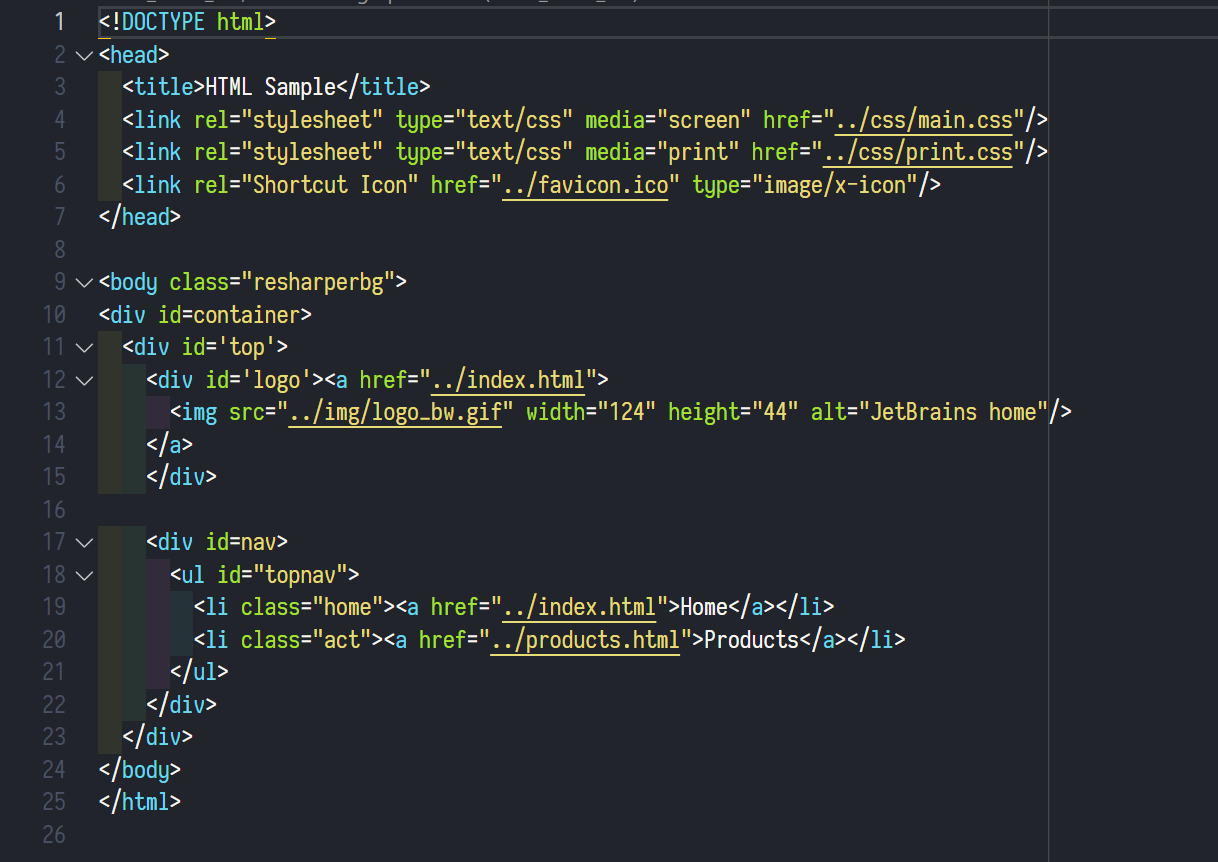 1 <!DOCTYPE html>
2 <head>
3   <title>HTML Sample</title>
4   <link rel="stylesheet" type="text/css" media="screen" href="../css/main.css"/>
5   <link rel="stylesheet" type="text/css" media="print" href="../css/print.css"/>
6   <link rel="Shortcut Icon" href="../favicon.ico" type="image/x-icon"/>
7 </head>
8
9 <body class="resharperbg">
10 <div id=container>
11   <div id='top'>
12     <div id='logo'><a href="../index.html">
13       <img src="../img/logo_bw.gif" width="124" height="44" alt="JetBrains home"/>
14     </a>
15     </div>
16
17     <div id=nav>
18       <ul id="topnav">
19         <li class="home"><a href="../index.html">Home</a></li>
20         <li class="act"><a href="../products.html">Products</a></li>
21       </ul>
22     </div>
23   </div>
24 </body>
25 </html>
26